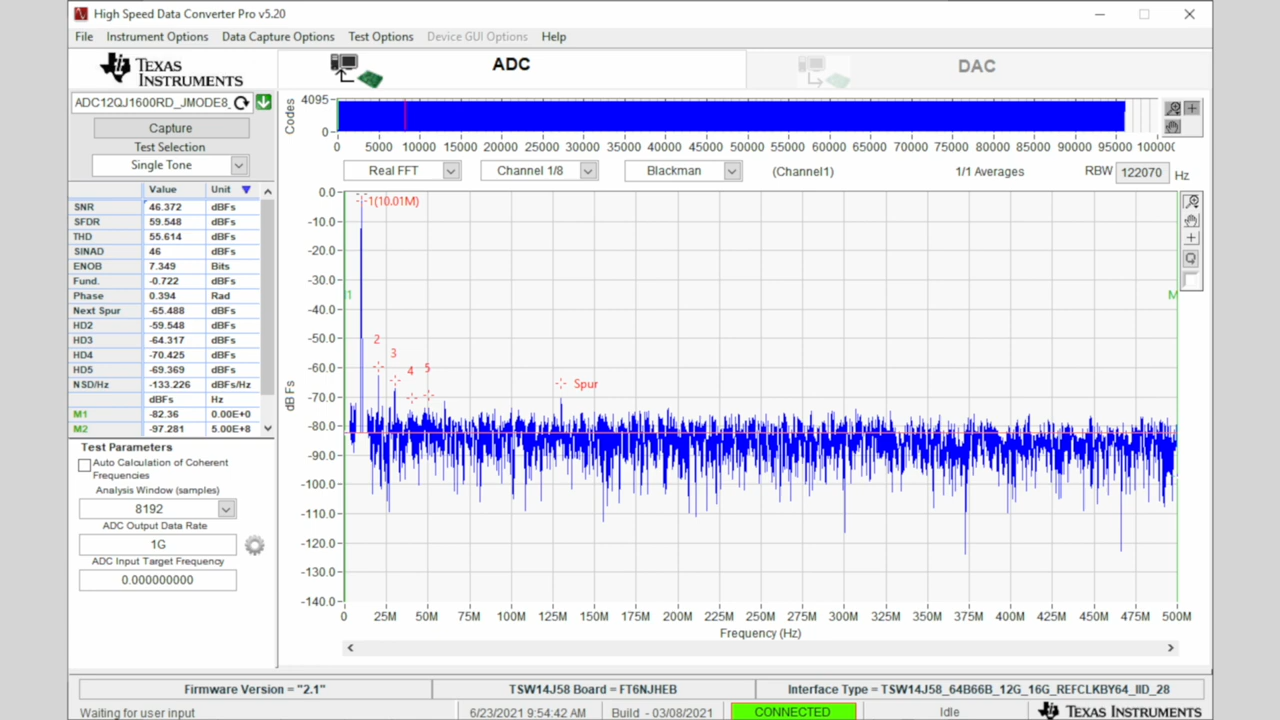 High Speed Data Converter Pro v5.20
File Instrument Options Data Capture Options Test Options Device GUI Options Help
TEXAS INSTRUMENTS
ADC
DAC
ADC12QJ1600RD_JMODE8_
Capture
Test Selection
Single Tone
Codes
4095
0
0 5000 10000 15000 20000 25000 30000 35000 40000 45000 50000 55000 60000 65000 70000 75000 80000 85000 90000 95000 100000
Real FFT
Channel 1/8
Blackman
(Channel1)
1/1 Averages
RBW 122070 Hz
Value Unit
SNR 46.372 dBFs
SFDR 59.548 dBFs
THD 55.614 dBFs
SINAD 46 dBFs
ENOB 7.349 Bits
Fund. -0.722 dBFs
Phase 0.394 Rad
Next Spur -65.488 dBFs
HD2 -59.548 dBFs
HD3 -64.317 dBFs
HD4 -70.425 dBFs
HD5 -69.369 dBFs
NSD/Hz -133.226 dBFs/Hz
dBFs Hz
M1 -82.36 0.00E+0
M2 -97.281 5.00E+8
Test Parameters
Auto Calculation of Coherent
Frequencies
Analysis Window (samples)
8192
ADC Output Data Rate
1G
ADC Input Target Frequency
0.000000000
dBFs
0.0
-10.0
-20.0
-30.0
-40.0
-50.0
-60.0
-70.0
-80.0
-90.0
-100.0
-110.0
-120.0
-130.0
-140.0
1(10.01M)
2
3
4
5
Spur
M
0 25M 50M 75M 100M 125M 150M 175M 200M 225M 250M 275M 300M 325M 350M 375M 400M 425M 450M 475M 500M
Frequency (Hz)
Firmware Version = "2.1"
TSW14J58 Board = FT6NJHEB
Interface Type = TSW14J58_64B66B_12G_16G_REFCLKBY64_IID_28
Waiting for user input
6/23/2021 9:54:42 AM
Build - 03/08/2021
CONNECTED
Idle
TEXAS INSTRUMENTS